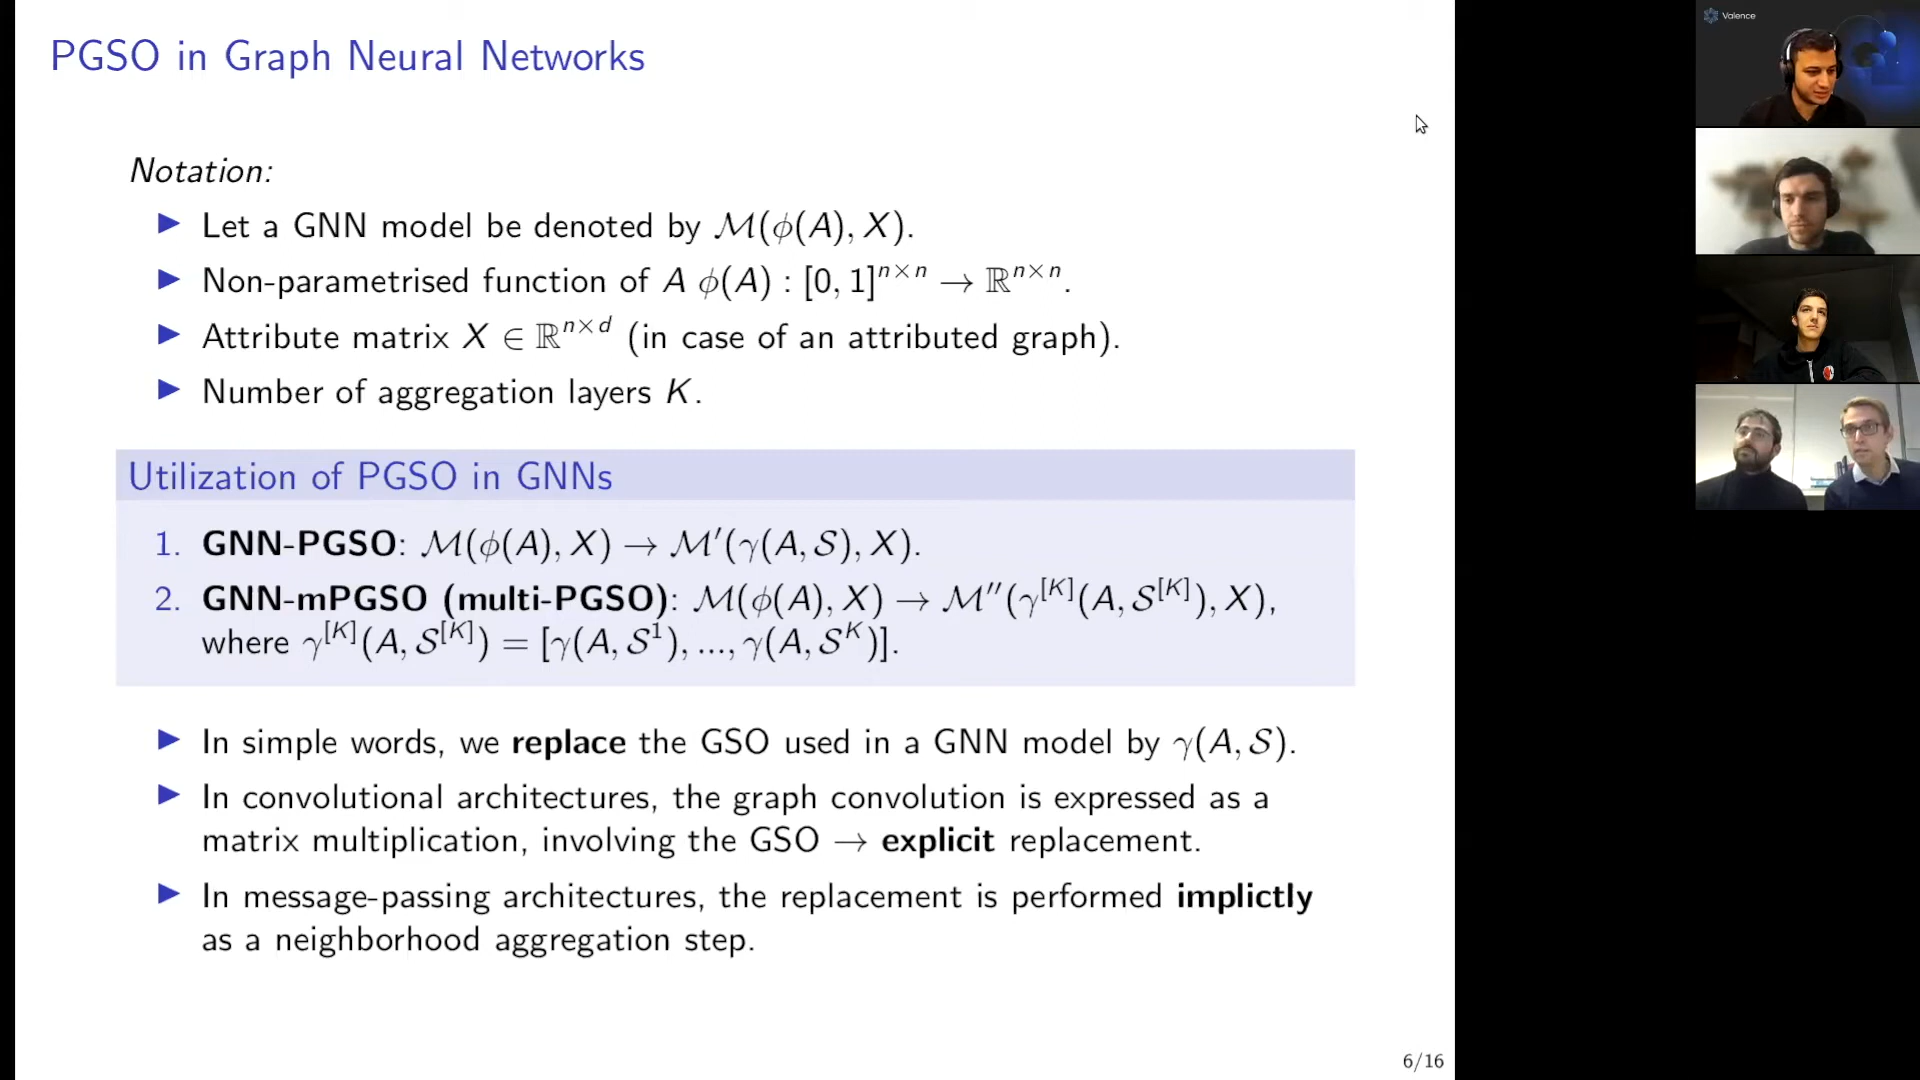 PGSO in Graph Neural Networks
Notation:
▶ Let a GNN model be denoted by ℳ(ϕ(A), X).
▶ Non-parametrised function of A ϕ(A) : [0, 1]^{n×n} → ℝ^{n×n}.
▶ Attribute matrix X ∈ ℝ^{n×d} (in case of an attributed graph).
▶ Number of aggregation layers K.
Utilization of PGSO in GNNs
1. GNN-PGSO: ℳ(ϕ(A), X) → ℳ′(γ(A, 𝒮), X).
2. GNN-mPGSO (multi-PGSO): ℳ(ϕ(A), X) → ℳ″(γ^{[K]}(A, 𝒮^{[K]}), X),
where γ^{[K]}(A, 𝒮^{[K]}) = [γ(A, 𝒮^1), ..., γ(A, 𝒮^K)].
▶ In simple words, we replace the GSO used in a GNN model by γ(A, 𝒮).
▶ In convolutional architectures, the graph convolution is expressed as a
matrix multiplication, involving the GSO → explicit replacement.
▶ In message-passing architectures, the replacement is performed implictly
as a neighborhood aggregation step.
6/16
Valence